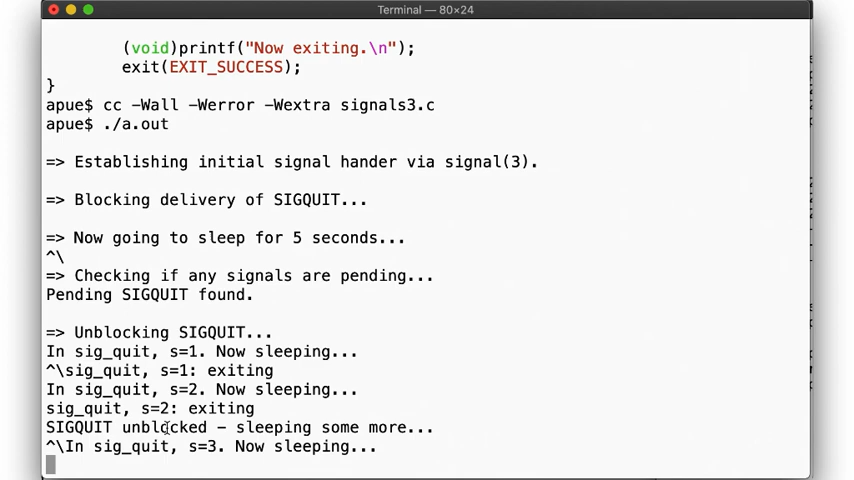 Terminal — 80×24
(void)printf("Now exiting.\n");
exit(EXIT_SUCCESS);
}
apue$ cc -Wall -Werror -Wextra signals3.c
apue$ ./a.out
=> Establishing initial signal hander via signal(3).
=> Blocking delivery of SIGQUIT...
=> Now going to sleep for 5 seconds...
^\
=> Checking if any signals are pending...
Pending SIGQUIT found.
=> Unblocking SIGQUIT...
In sig_quit, s=1. Now sleeping...
^\sig_quit, s=1: exiting
In sig_quit, s=2. Now sleeping...
sig_quit, s=2: exiting
SIGQUIT unblocked - sleeping some more...
^\In sig_quit, s=3. Now sleeping...